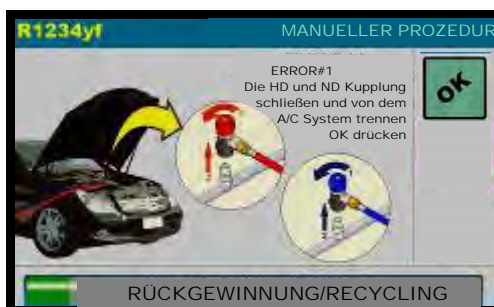 R1234yf
MANUELLER PROZEDUR
ERROR#1
Die HD und ND Kupplung
schließen und von dem
A/C System trennen
OK drücken
OK
RÜCKGEWINNUNG/RECYCLING